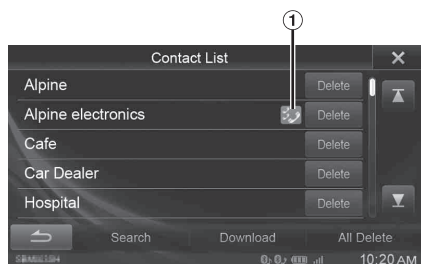 1
Contact List
Alpine Delete
Alpine electronics Delete
Cafe Delete
Car Dealer Delete
Hospital Delete
Search Download All Delete
10:20 AM